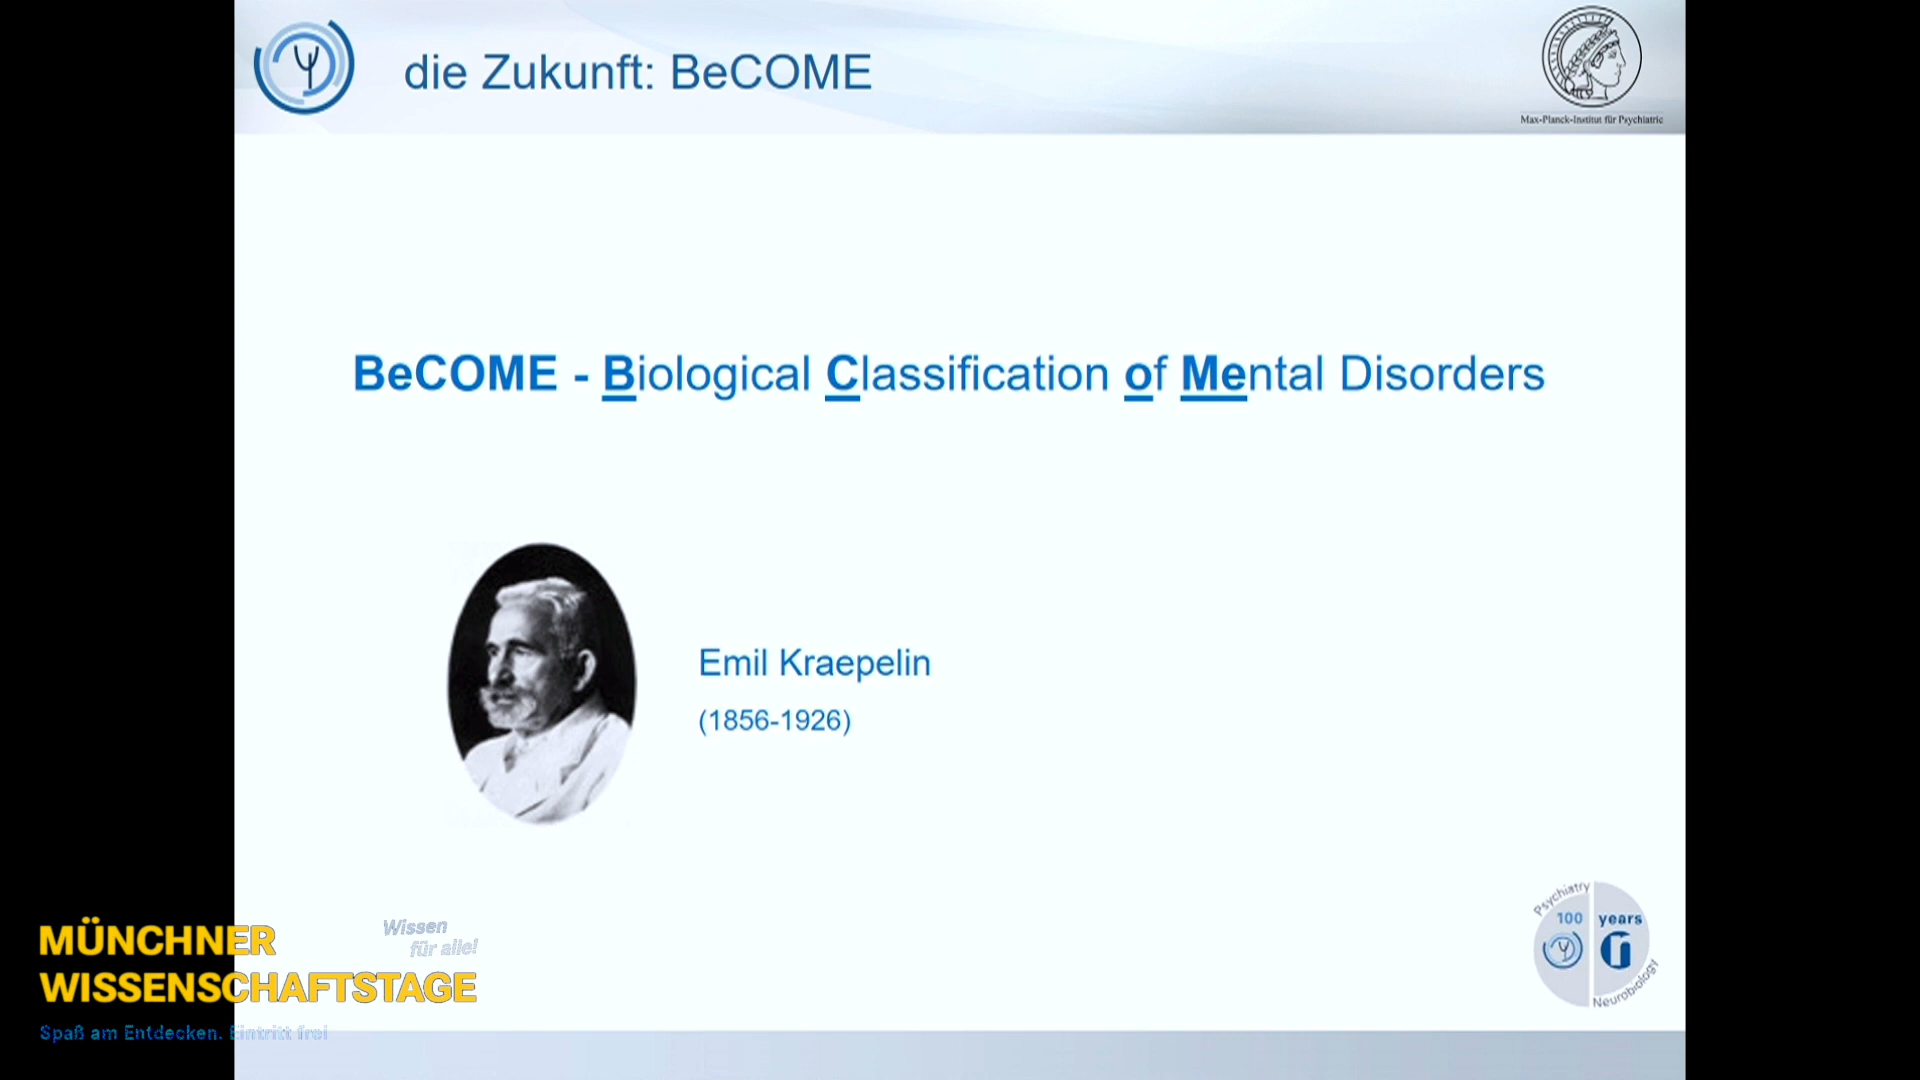 die Zukunft: BeCOME
Max-Planck-Institut für Psychiatrie
BeCOME - Biological Classification of Mental Disorders
Emil Kraepelin
(1856-1926)
Psychiatry
100 years
Neurobiology
MÜNCHNER
WISSENSCHAFTSTAGE
Wissen
für alle!
Spaß am Entdecken. Eintritt frei